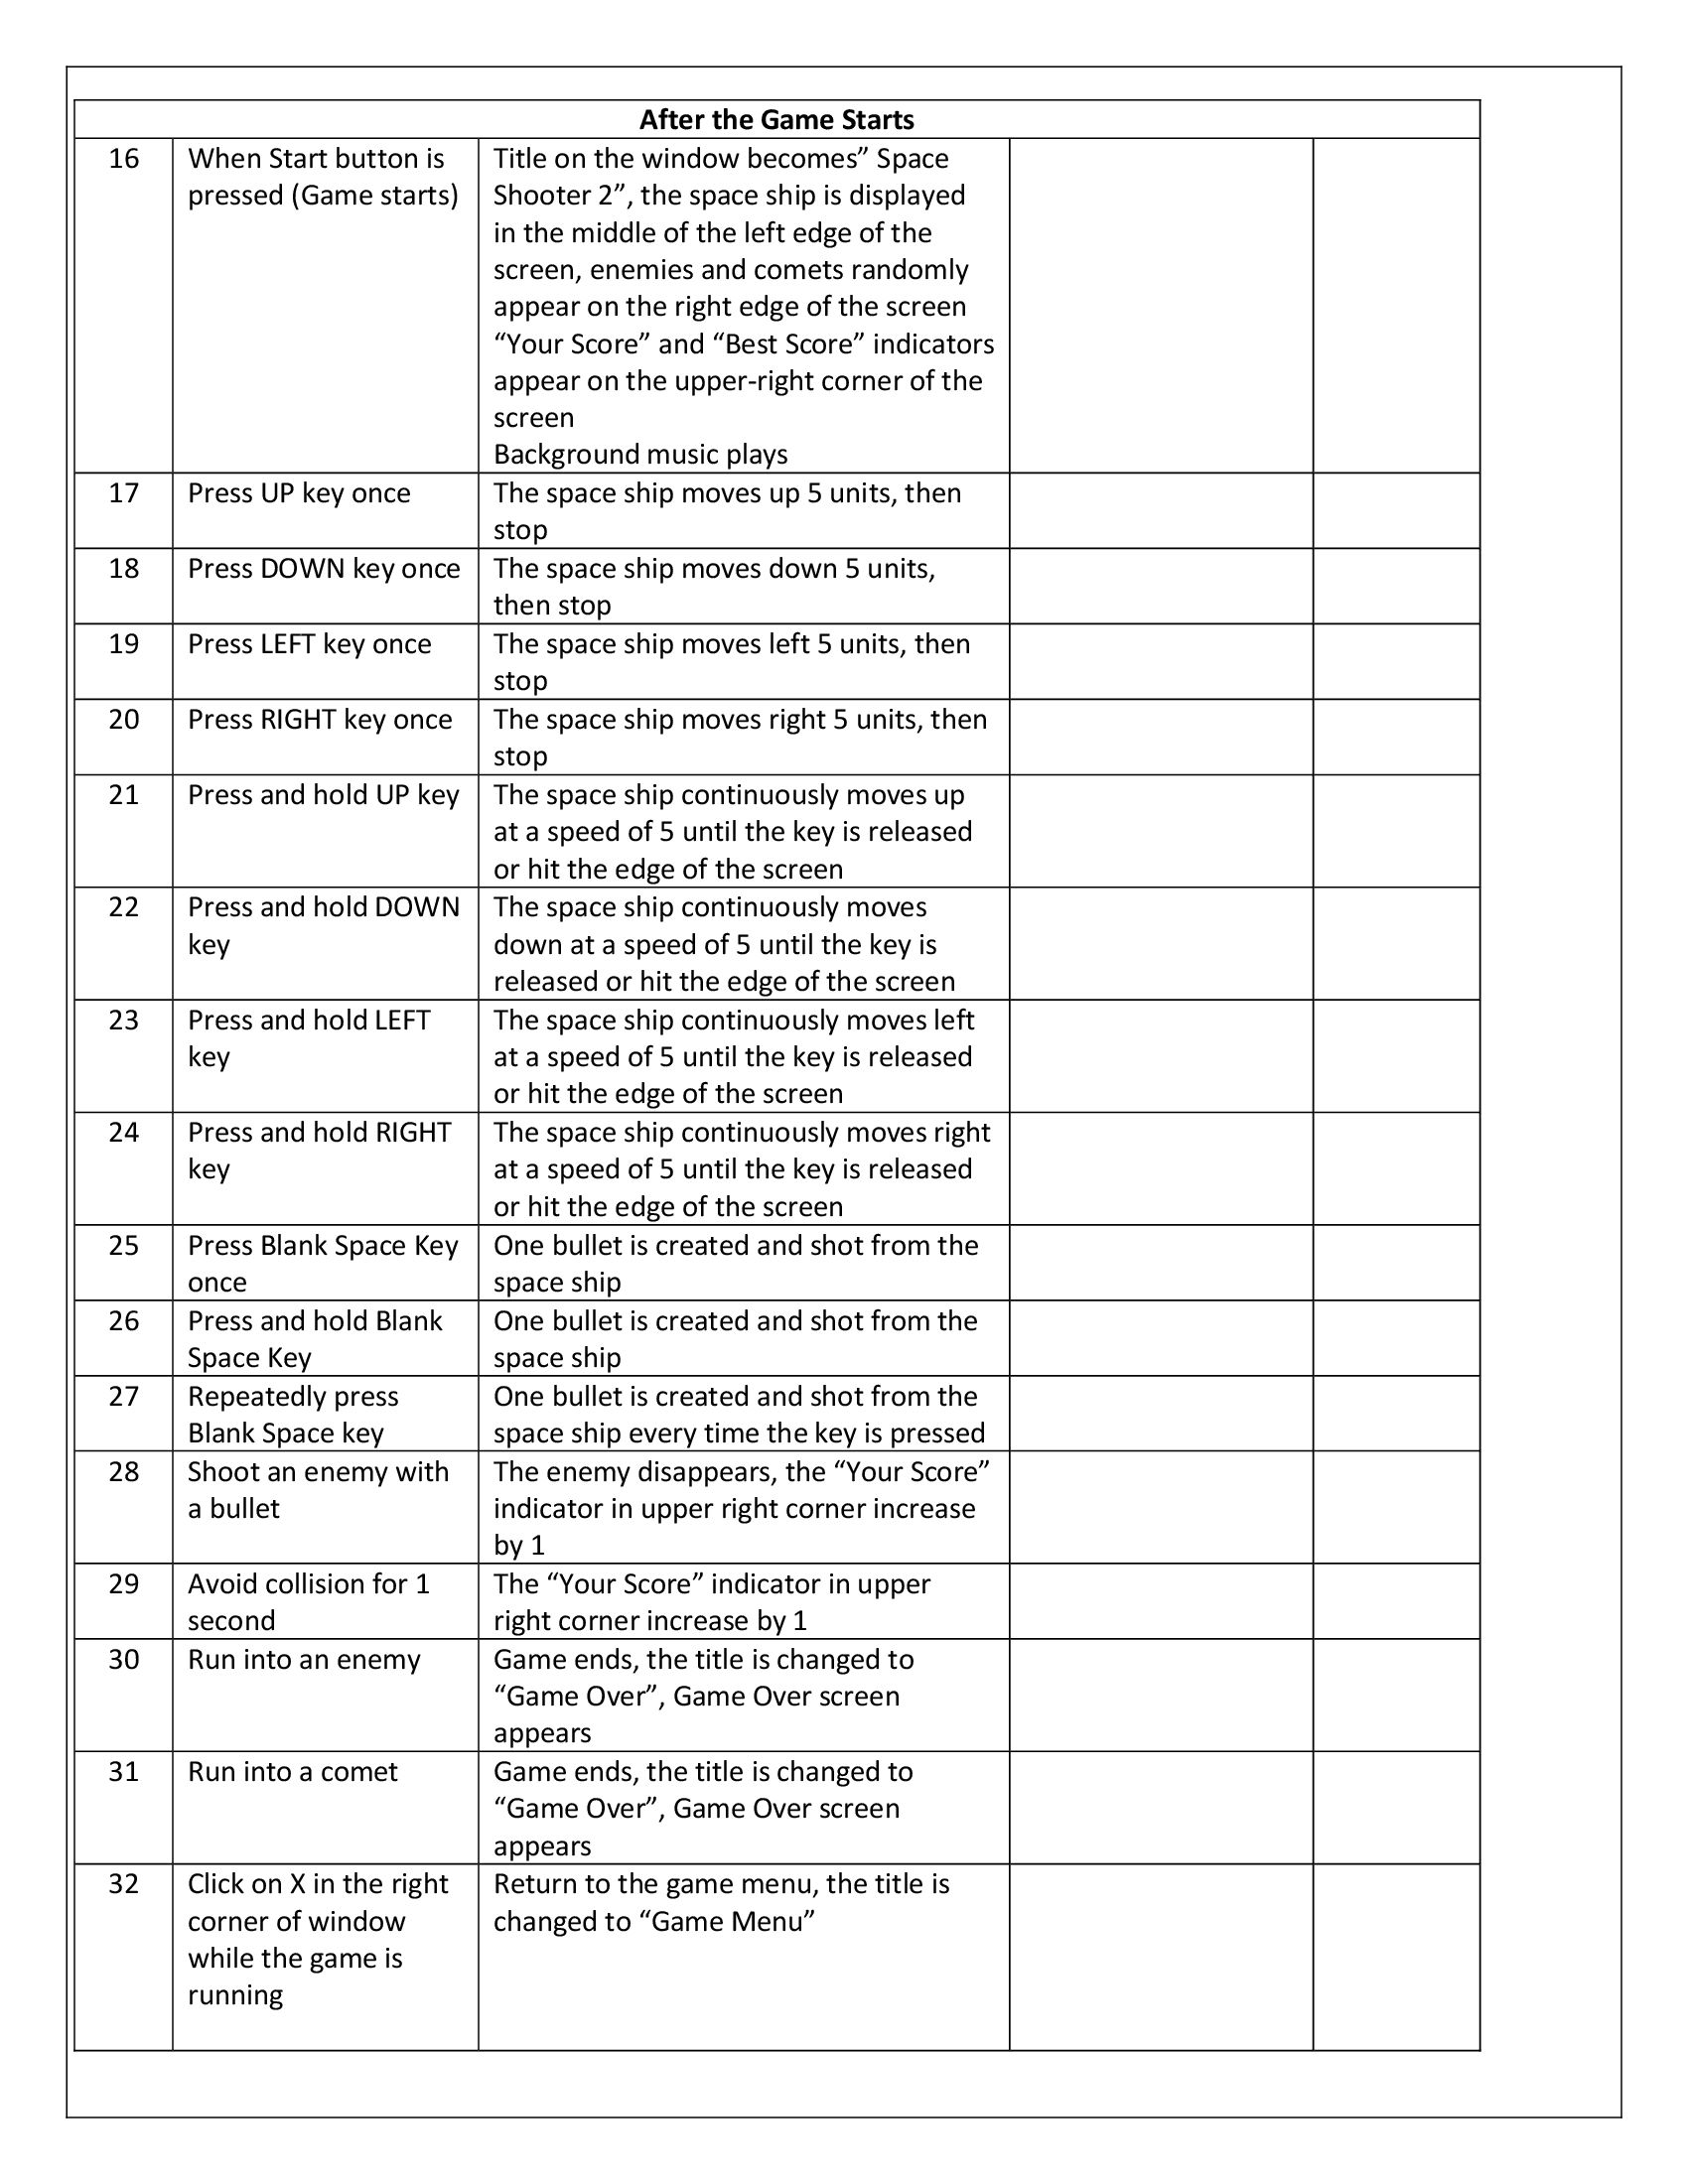 After the Game Starts
16
When Start button is
pressed (Game starts)
Title on the window becomes” Space
Shooter 2”, the space ship is displayed
in the middle of the left edge of the
screen, enemies and comets randomly
appear on the right edge of the screen
“Your Score” and “Best Score” indicators
appear on the upper-right corner of the
screen
Background music plays
17
Press UP key once
The space ship moves up 5 units, then
stop
18
Press DOWN key once
The space ship moves down 5 units,
then stop
19
Press LEFT key once
The space ship moves left 5 units, then
stop
20
Press RIGHT key once
The space ship moves right 5 units, then
stop
21
Press and hold UP key
The space ship continuously moves up
at a speed of 5 until the key is released
or hit the edge of the screen
22
Press and hold DOWN
key
The space ship continuously moves
down at a speed of 5 until the key is
released or hit the edge of the screen
23
Press and hold LEFT
key
The space ship continuously moves left
at a speed of 5 until the key is released
or hit the edge of the screen
24
Press and hold RIGHT
key
The space ship continuously moves right
at a speed of 5 until the key is released
or hit the edge of the screen
25
Press Blank Space Key
once
One bullet is created and shot from the
space ship
26
Press and hold Blank
Space Key
One bullet is created and shot from the
space ship
27
Repeatedly press
Blank Space key
One bullet is created and shot from the
space ship every time the key is pressed
28
Shoot an enemy with
a bullet
The enemy disappears, the “Your Score”
indicator in upper right corner increase
by 1
29
Avoid collision for 1
second
The “Your Score” indicator in upper
right corner increase by 1
30
Run into an enemy
Game ends, the title is changed to
“Game Over”, Game Over screen
appears
31
Run into a comet
Game ends, the title is changed to
“Game Over”, Game Over screen
appears
32
Click on X in the right
corner of window
while the game is
running
Return to the game menu, the title is
changed to “Game Menu”